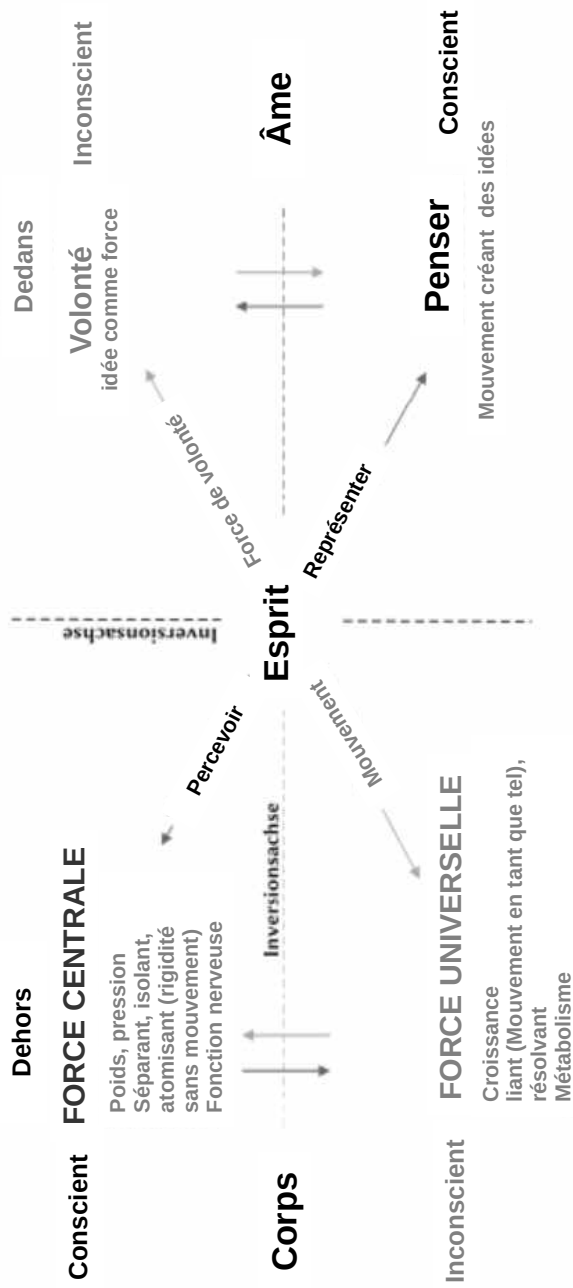 Dehors
Dedans
Conscient
FORCE CENTRALE
Poids, pression
Séparant, isolant,
atomisant (rigidité
sans mouvement)
Fonction nerveuse
Percevoir
Inversionsachse
Force de volonté
Volonté
idée comme force
Inconscient
Corps
Inversionsachse
Esprit
Âme
Inconscient
FORCE UNIVERSELLE
Croissance
liant (Mouvement en tant que tel),
résolvant
Métabolisme
Mouvement
Représenter
Penser
Mouvement créant des idées
Conscient